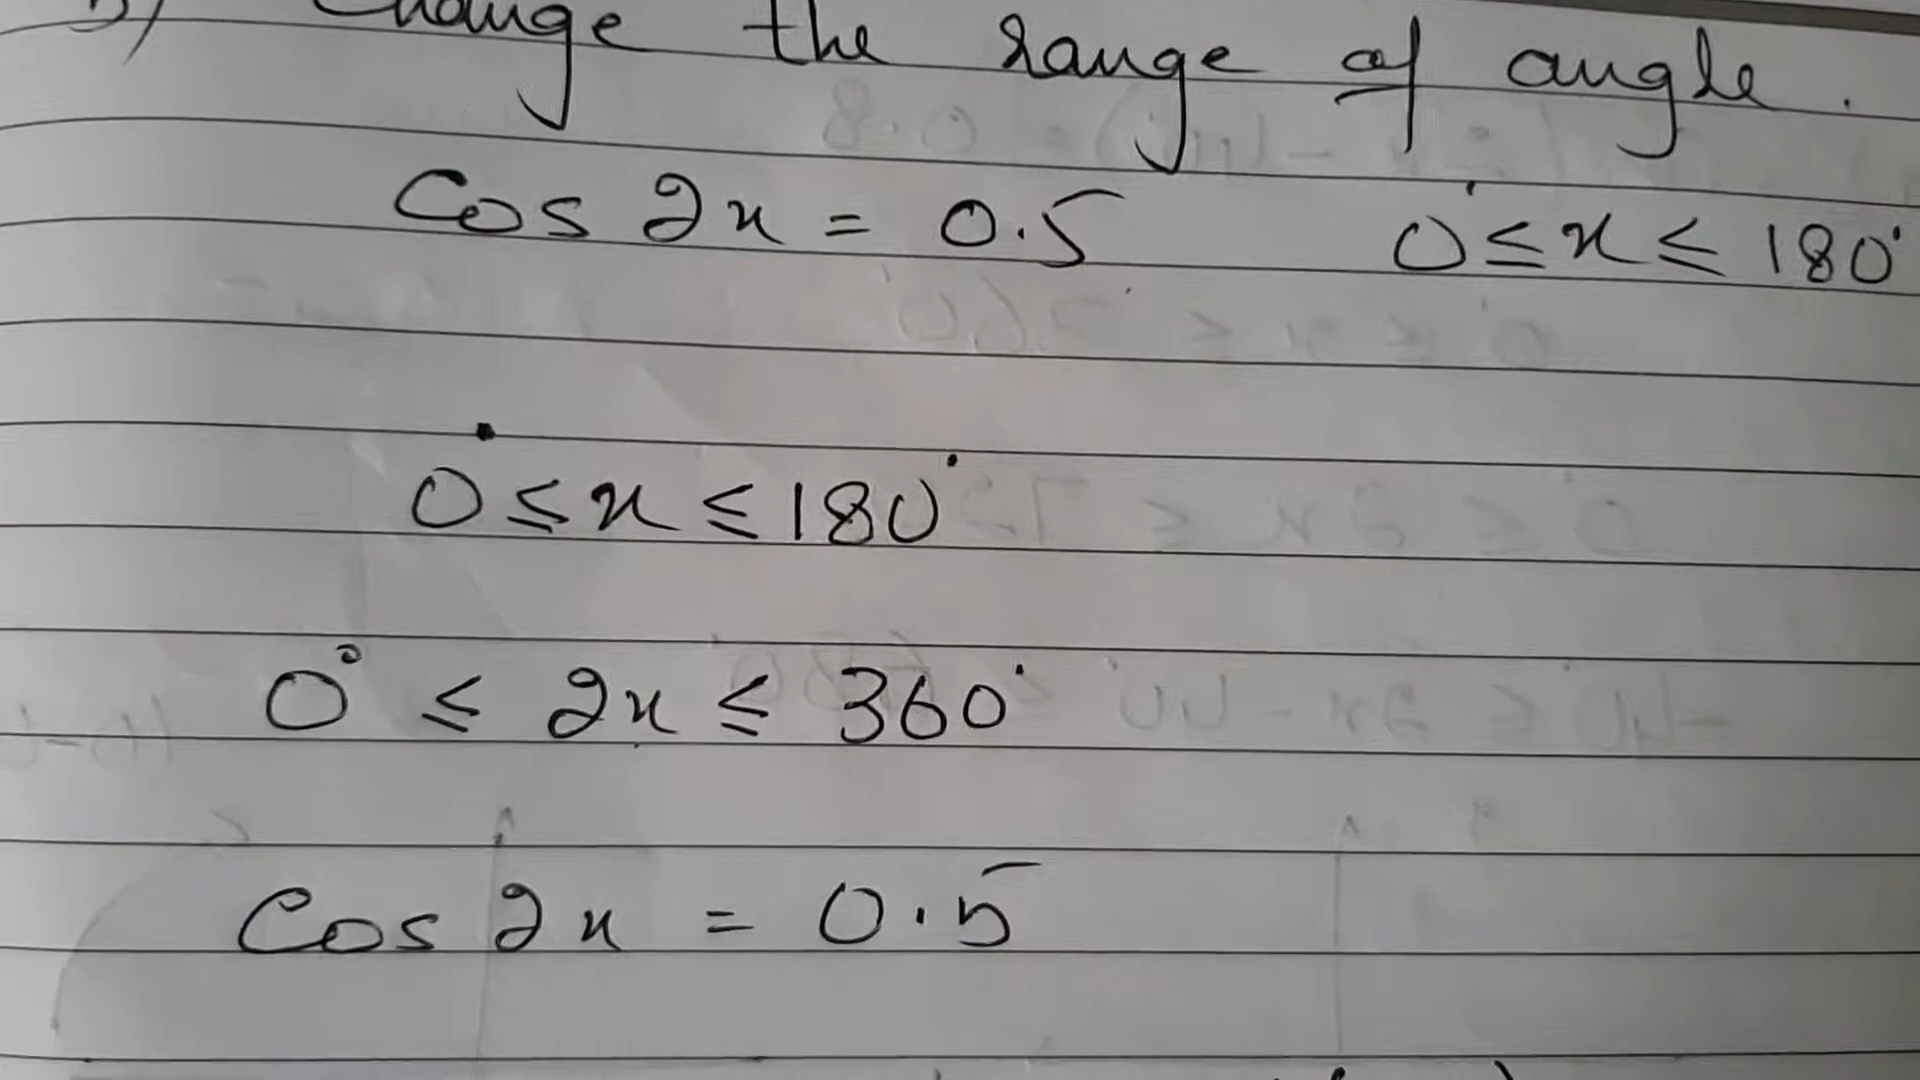 Change the range of angle.
Cos 2x = 0.5 0° ≤ x ≤ 180°
0° ≤ x ≤ 180°
0° ≤ 2x ≤ 360°
Cos 2x = 0.5